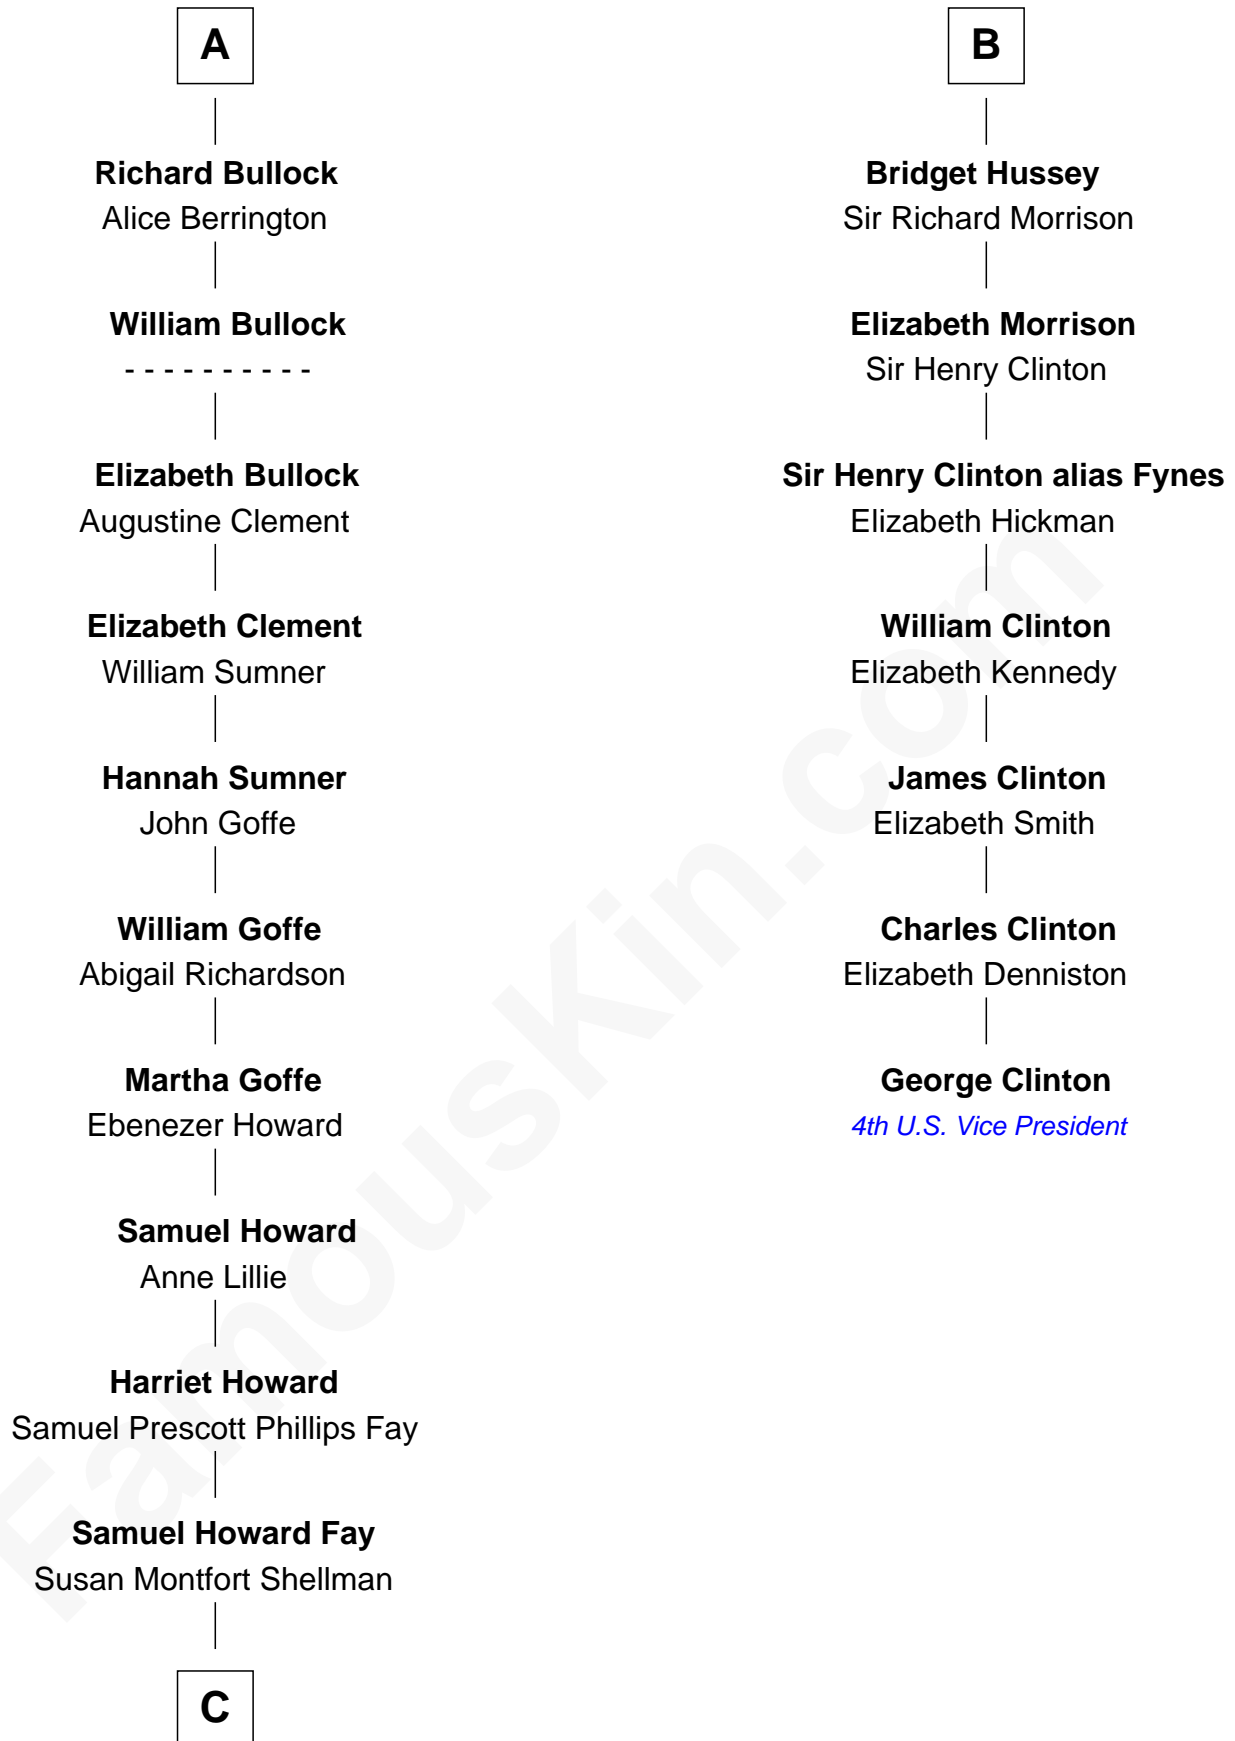 A
Richard Bullock
Alice Berrington
William Bullock
- - - - - - - - - -
Elizabeth Bullock
Augustine Clement
Elizabeth Clement
William Sumner
Hannah Sumner
John Goffe
William Goffe
Abigail Richardson
Martha Goffe
Ebenezer Howard
Samuel Howard
Anne Lillie
Harriet Howard
Samuel Prescott Phillips Fay
Samuel Howard Fay
Susan Montfort Shellman
C
B
Bridget Hussey
Sir Richard Morrison
Elizabeth Morrison
Sir Henry Clinton
Sir Henry Clinton alias Fynes
Elizabeth Hickman
William Clinton
Elizabeth Kennedy
James Clinton
Elizabeth Smith
Charles Clinton
Elizabeth Denniston
George Clinton
4th U.S. Vice President
FamousKin.com